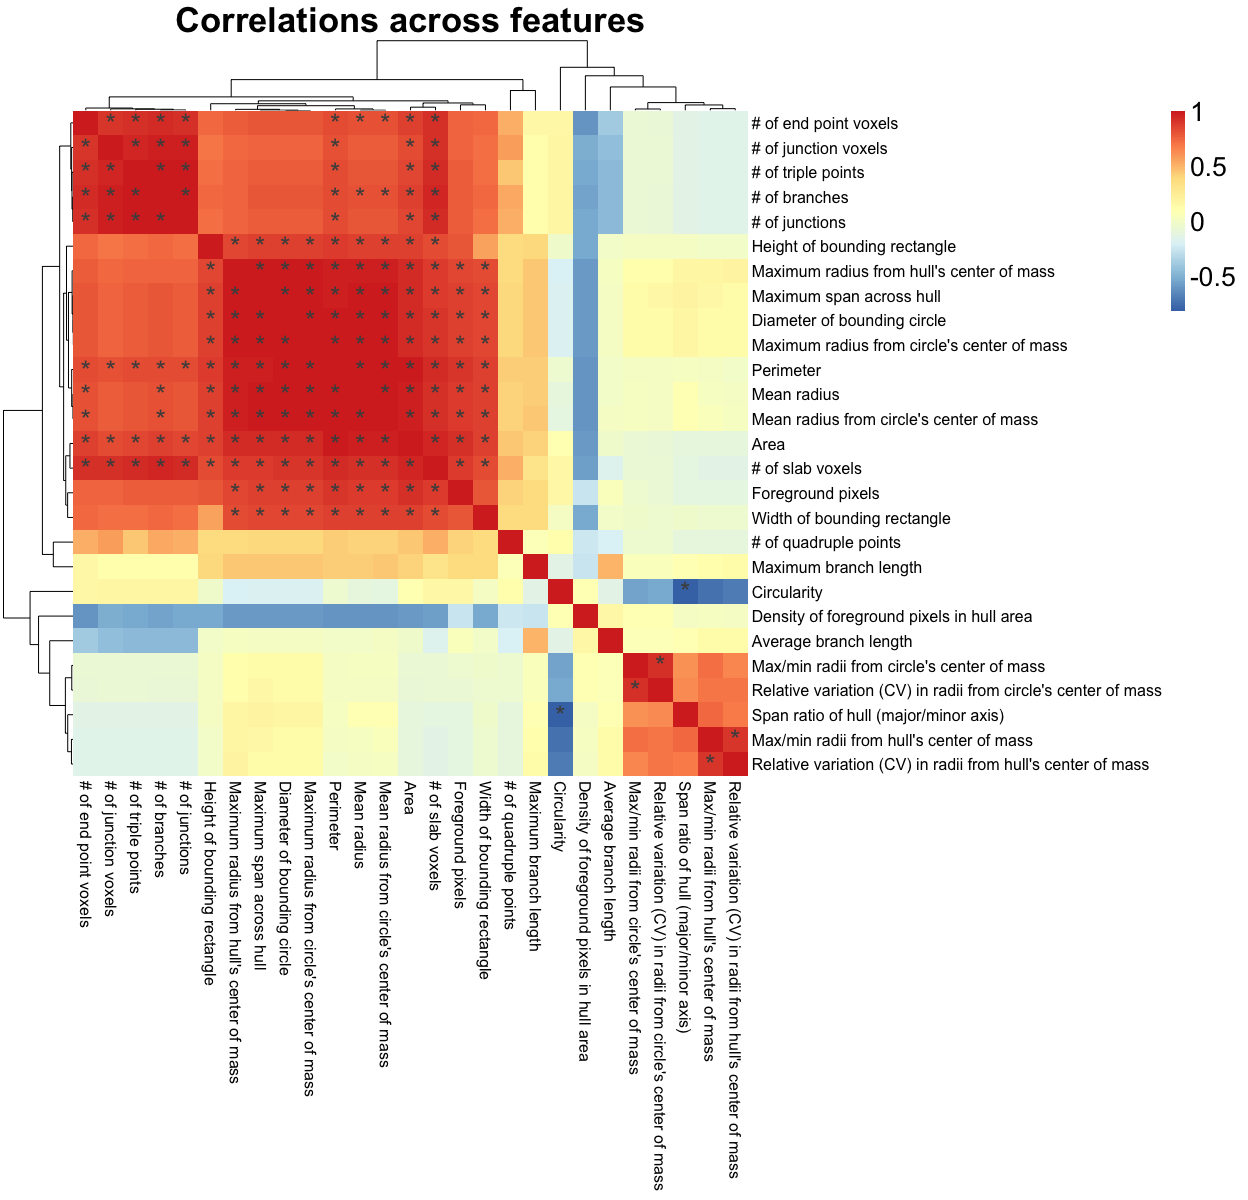 Correlations across features
1
0.5
0
-0.5
# of end point voxels
# of junction voxels
# of triple points
# of branches
# of junctions
Height of bounding rectangle
Maximum radius from hull's center of mass
Maximum span across hull
Diameter of bounding circle
Maximum radius from circle's center of mass
Perimeter
Mean radius
Mean radius from circle's center of mass
Area
# of slab voxels
Foreground pixels
Width of bounding rectangle
# of quadruple points
Maximum branch length
Circularity
Density of foreground pixels in hull area
Average branch length
Max/min radii from circle's center of mass
Relative variation (CV) in radii from circle's center of mass
Span ratio of hull (major/minor axis)
Max/min radii from hull's center of mass
Relative variation (CV) in radii from hull's center of mass
# of end point voxels
# of junction voxels
# of triple points
# of branches
# of junctions
Height of bounding rectangle
Maximum radius from hull's center of mass
Maximum span across hull
Diameter of bounding circle
Maximum radius from circle's center of mass
Perimeter
Mean radius
Mean radius from circle's center of mass
Area
# of slab voxels
Foreground pixels
Width of bounding rectangle
# of quadruple points
Maximum branch length
Circularity
Density of foreground pixels in hull area
Average branch length
Max/min radii from circle's center of mass
Relative variation (CV) in radii from circle's center of mass
Span ratio of hull (major/minor axis)
Max/min radii from hull's center of mass
Relative variation (CV) in radii from hull's center of mass